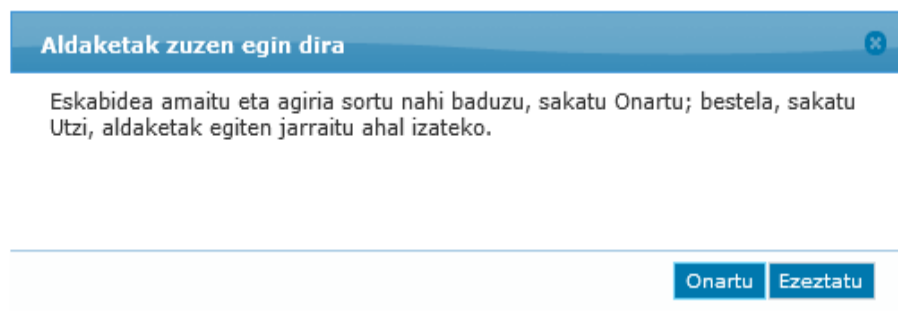 Aldaketak zuzen egin dira
Eskabidea amaitu eta agiria sortu nahi baduzu, sakatu Onartu; bestela, sakatu
Utzi, aldaketak egiten jarraitu ahal izateko.
Onartu Ezeztatu